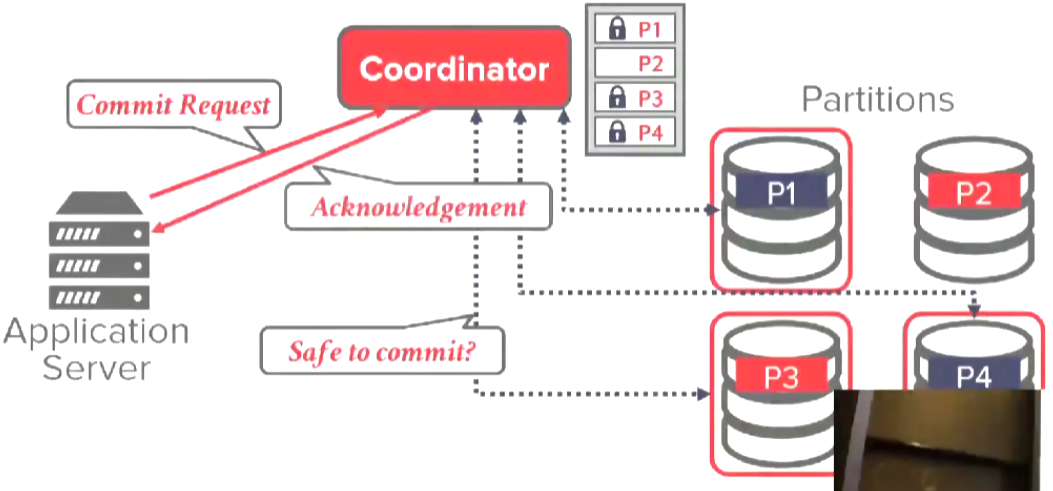 Coordinator
P1
P2
P3
P4
Commit Request
Acknowledgement
Partitions
P1
P2
Safe to commit?
Application
Server
P3
P4